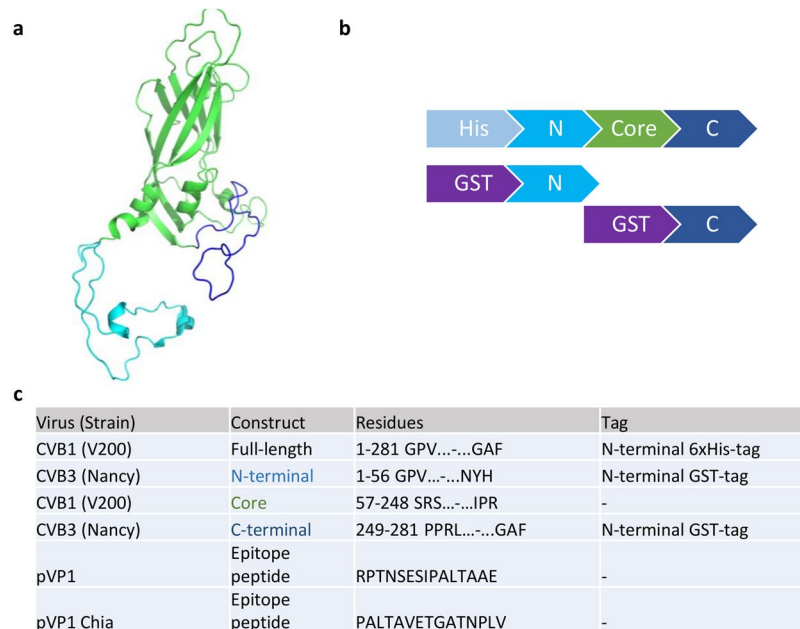 a
b
His N Core C
GST N
GST C
c
Virus (Strain) Construct Residues Tag
CVB1 (V200) Full-length 1-281 GPV...-...GAF N-terminal 6xHis-tag
CVB3 (Nancy) N-terminal 1-56 GPV...-...NYH N-terminal GST-tag
CVB1 (V200) Core 57-248 SRS...-...IPR -
CVB3 (Nancy) C-terminal 249-281 PPRL...-...GAF N-terminal GST-tag
Epitope
pVP1 peptide RPTNSESIPALTAAE -
Epitope
pVP1 Chia peptide PALTAVETGATNPLV -